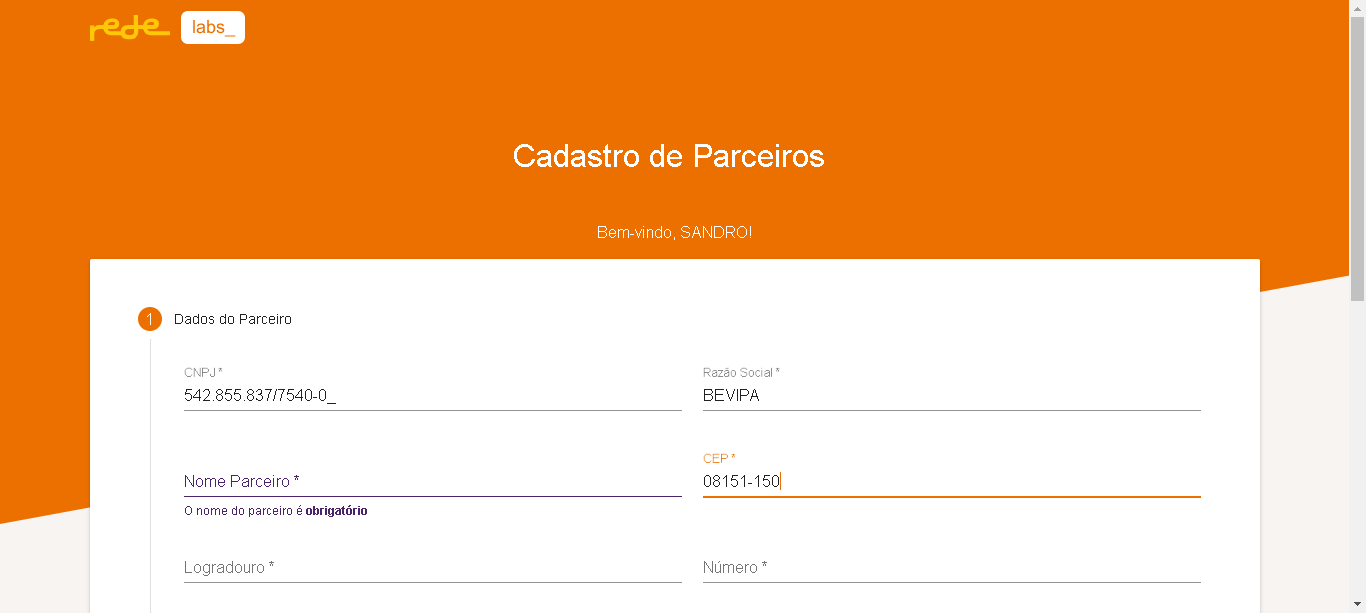 rede labs_
Cadastro de Parceiros
Bem-vindo, SANDRO!
1 Dados do Parceiro
CNPJ * Razão Social *
542.855.837/7540-0_ BEVIPA
CEP *
Nome Parceiro * 08151-150
O nome do parceiro é obrigatório
Logradouro * Número *